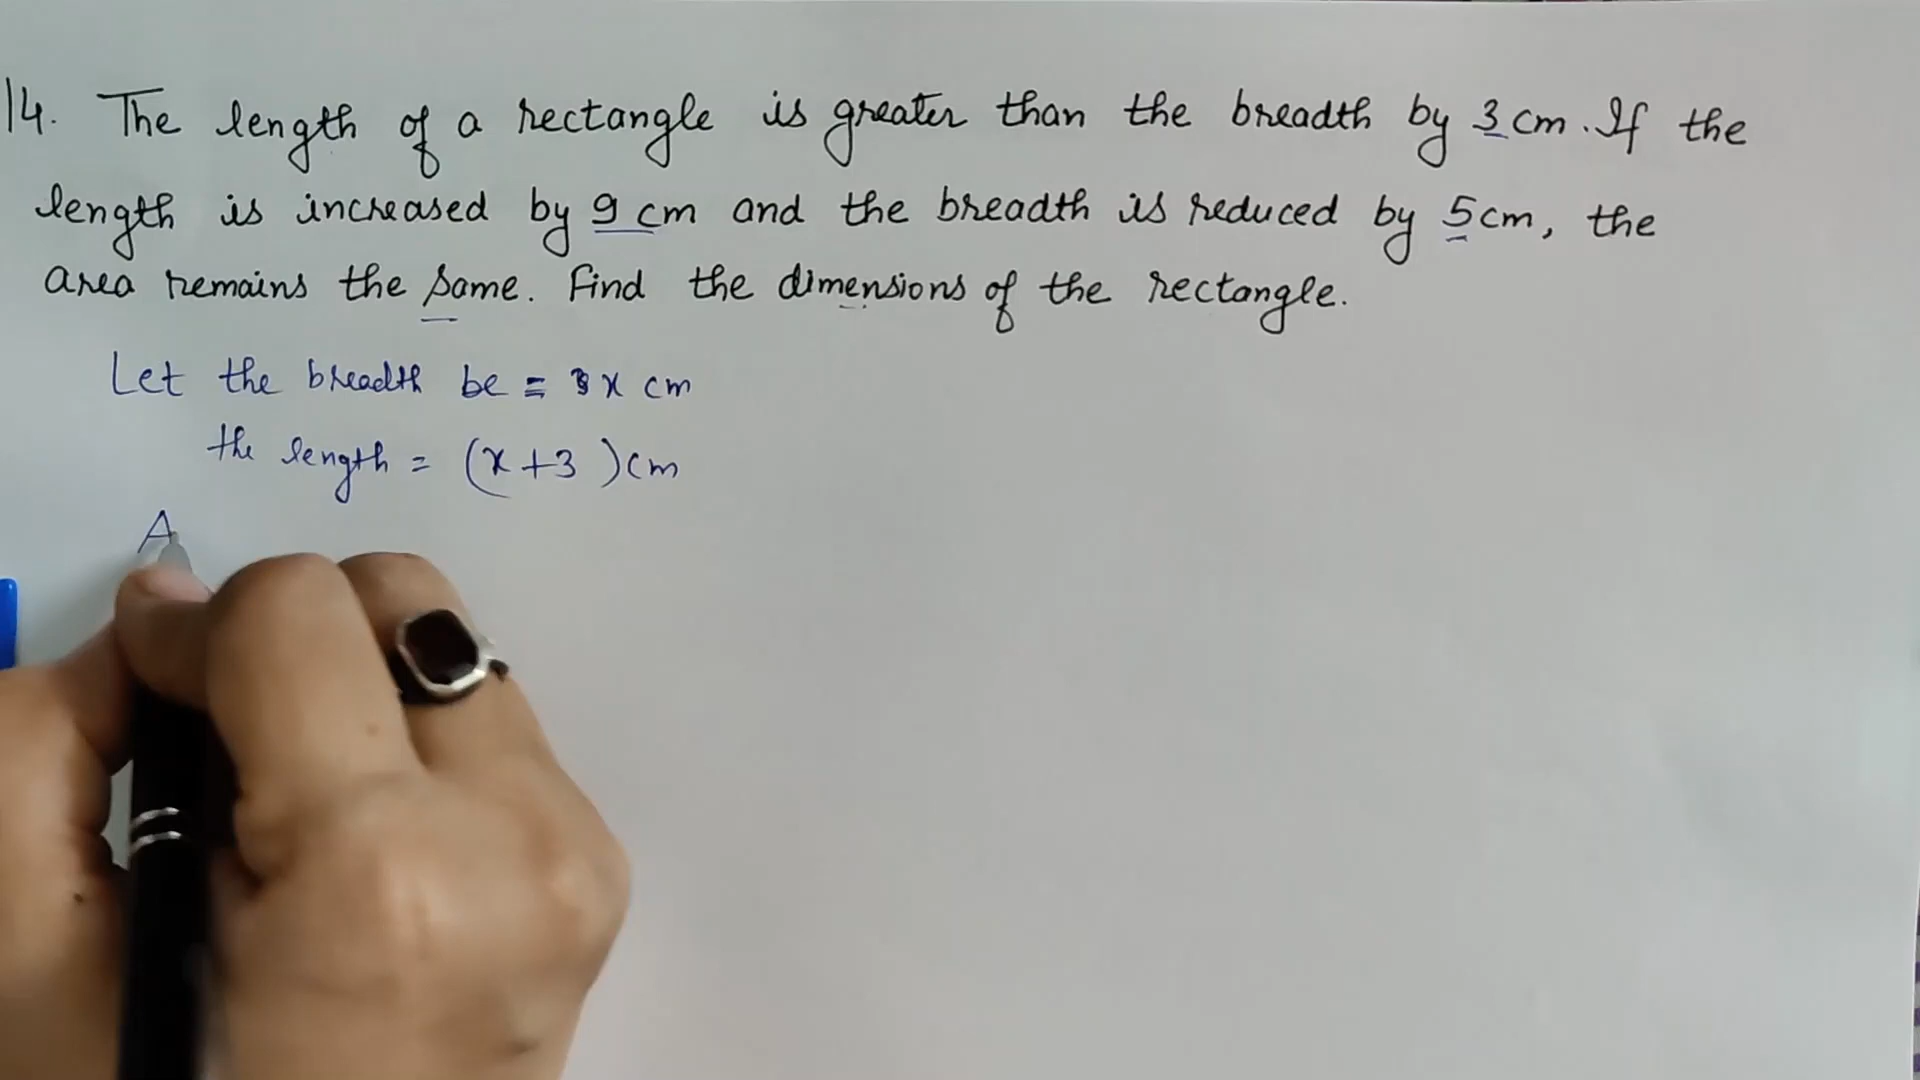 14. The length of a rectangle is greater than the breadth by 3 cm. If the
length is increased by 9 cm and the breadth is reduced by 5cm, the
area remains the same. Find the dimensions of the rectangle.
Let the breadth be = x cm
the length = (x+3) cm
A